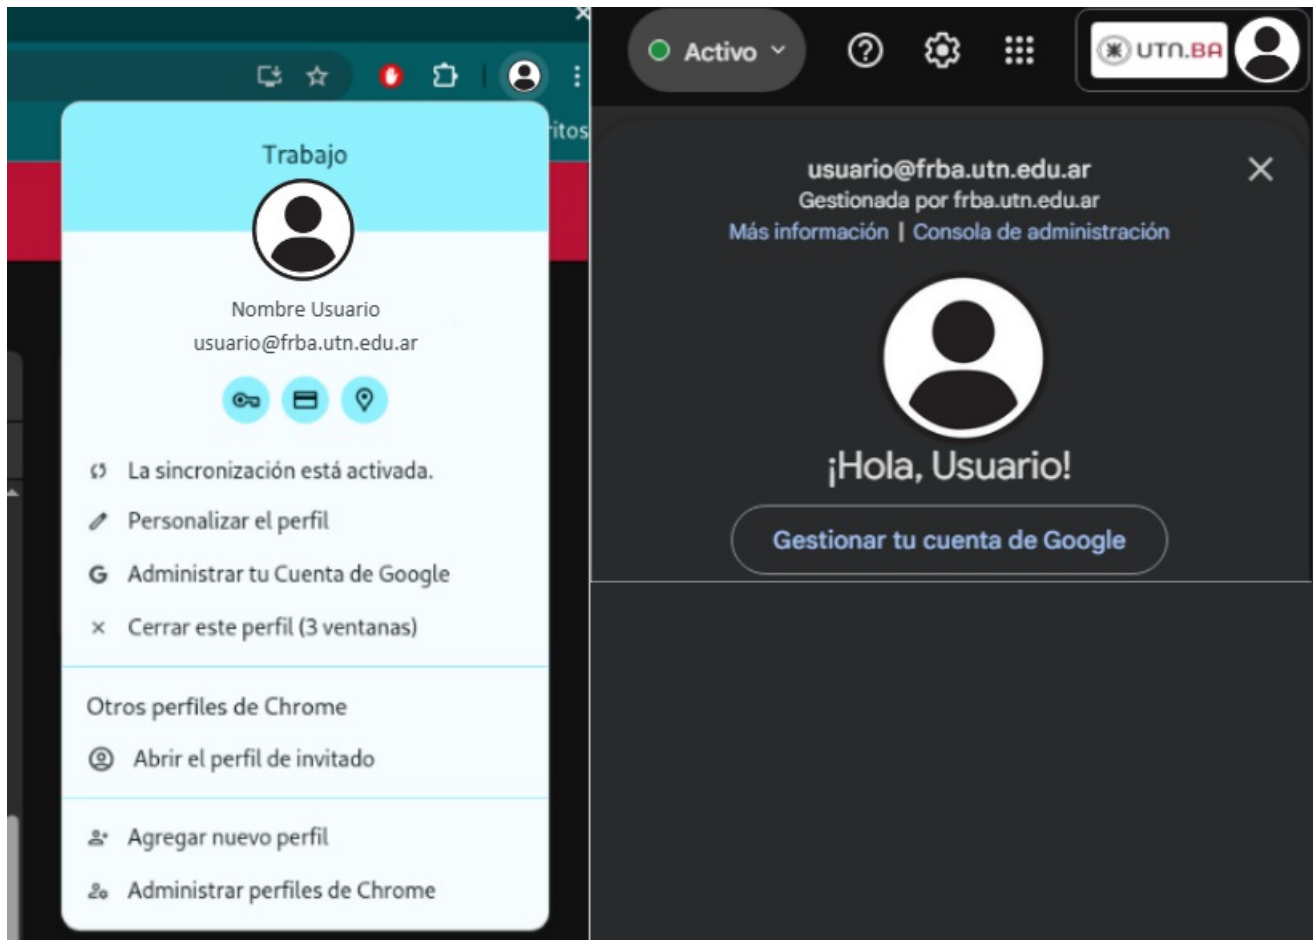 ritos
Trabajo
Nombre Usuario
usuario@frba.utn.edu.ar
La sincronización está activada.
Personalizar el perfil
Administrar tu Cuenta de Google
Cerrar este perfil (3 ventanas)
Otros perfiles de Chrome
Abrir el perfil de invitado
Agregar nuevo perfil
Administrar perfiles de Chrome
Activo
UTN.BA
usuario@frba.utn.edu.ar
Gestionada por frba.utn.edu.ar
Más información | Consola de administración
¡Hola, Usuario!
Gestionar tu cuenta de Google